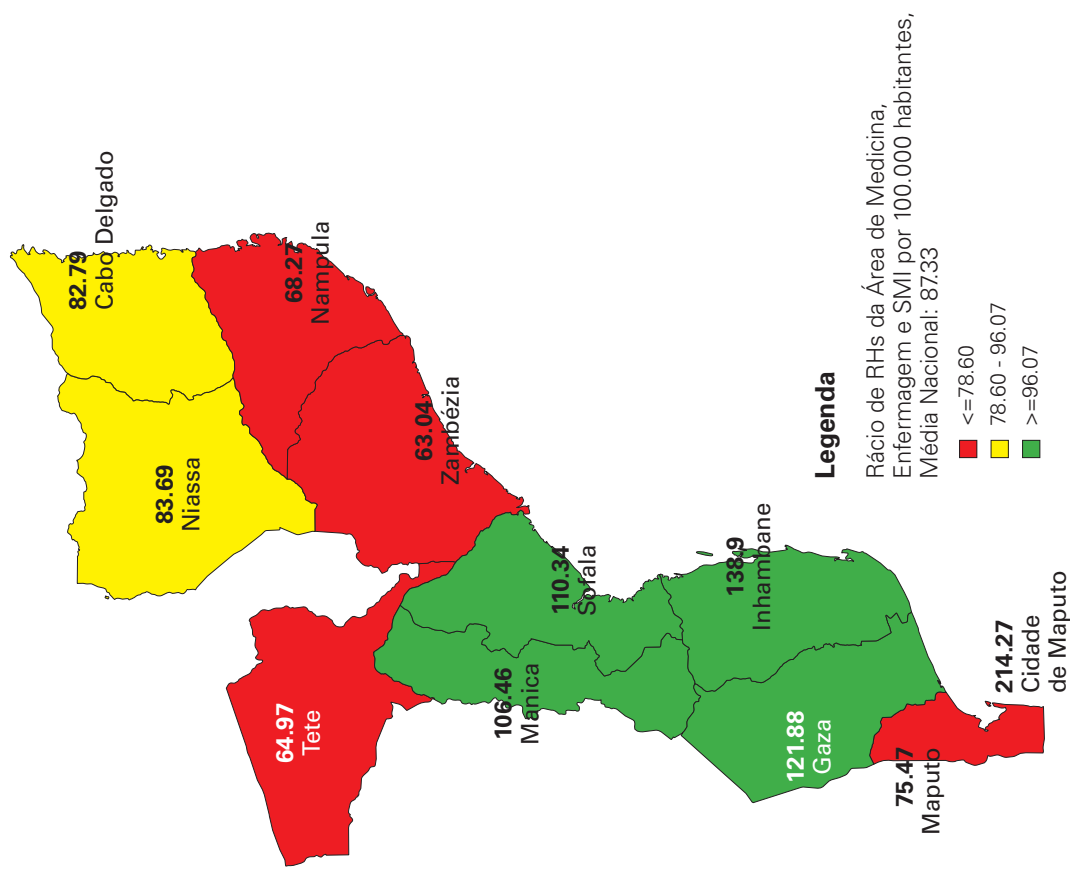 82.79
Cabo Delgado
83.69
Niassa
68.27
Nampula
63.04
Zambézia
64.97
Tete
110.34
Sofala
106.46
Manica
138.9
Inhambane
121.88
Gaza
75.47
Maputo
214.27
Cidade
de Maputo
Legenda
Rácio de RHs da Área de Medicina,
Enfermagem e SMI por 100.000 habitantes,
Média Nacional: 87.33
<=78.60
78.60 - 96.07
>=96.07